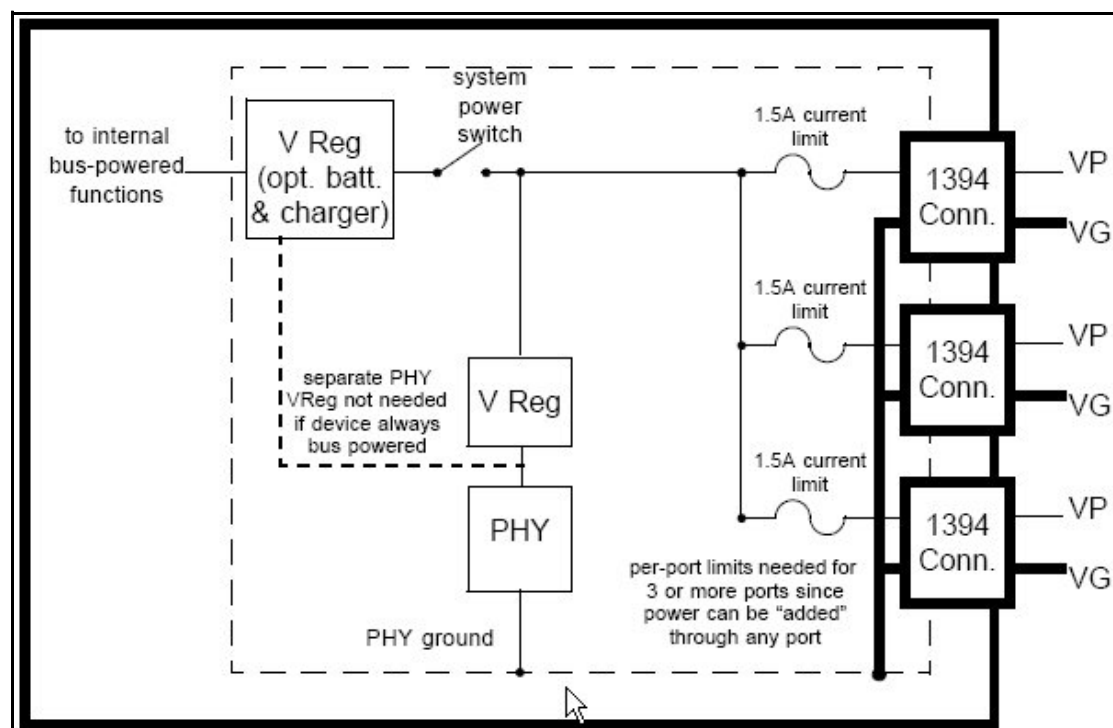 system
power
switch
to internal
bus-powered
functions
V Reg
(opt. batt.
& charger)
1.5A current
limit
1394
Conn.
VP
VG
1.5A current
limit
1394
Conn.
VP
VG
separate PHY
VReg not needed
if device always
bus powered
V Reg
1.5A current
limit
1394
Conn.
VP
VG
PHY
per-port limits needed for
3 or more ports since
power can be “added”
through any port
PHY ground